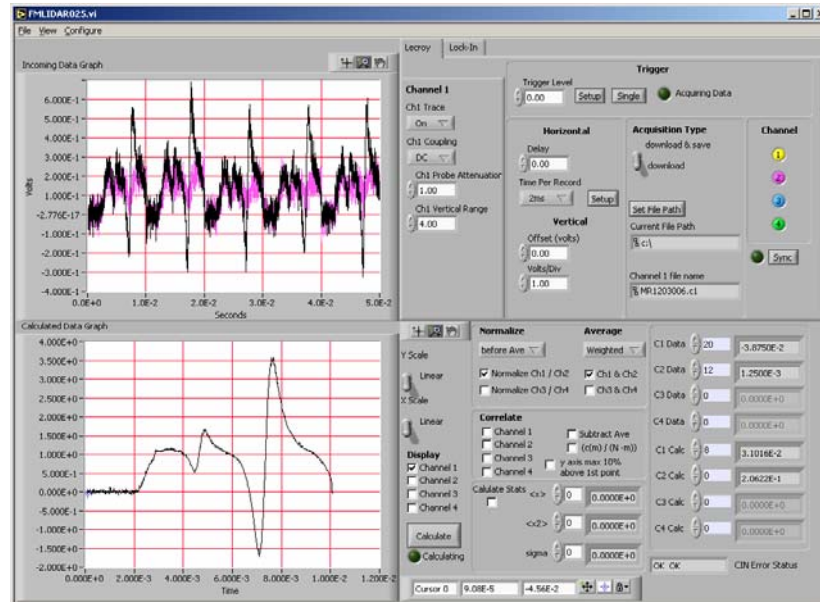 FMLIDAR025.vi
File View Configure
Incoming Data Graph
6.000E-1
5.000E-1
4.000E-1
3.000E-1
2.000E-1
1.000E-1
-2.776E-17
-1.000E-1
-2.000E-1
-3.000E-1
-4.000E-1
Volts
0.0E+0 1.0E-2 2.0E-2 3.0E-2 4.0E-2 5.0E-2
Seconds
Calculated Data Graph
4.000E+0
3.500E+0
3.000E+0
2.500E+0
2.000E+0
1.500E+0
1.000E+0
5.000E-1
0.000E+0
-5.000E-1
-1.000E+0
-1.500E+0
-2.000E+0
0.000E+0 2.000E-3 4.000E-3 6.000E-3 8.000E-3 1.000E-2 1.200E-2
Time
Lecroy Lock-In
Channel 1
Ch1 Trace
On
Ch1 Coupling
DC
Ch1 Probe Attenuation
1.00
Ch1 Vertical Range
4.00
Trigger
Trigger Level
0.00 Setup Single Acquiring Data
Horizontal
Delay
0.00
Time Per Record
2ms Setup
Vertical
Offset (volts)
0.00
Volts/Div
1.00
Acquisition Type
download & save
download
Set File Path
Current File Path
c:\
Channel 1 file name
MR1203006.c1
Channel
1
2
3
4
Sync
Y Scale
Linear
X Scale
Linear
Display
Channel 1
Channel 2
Channel 3
Channel 4
Calculate
Calculating
Normalize
before Ave
Normalize Ch1 / Ch2
Normalize Ch3 / Ch4
Average
Weighted
Ch1 & Ch2
Ch3 & Ch4
Correlate
Channel 1
Channel 2
Channel 3
Channel 4
Subtract Ave
(c(m) / (N -m))
y axis max 10%
above 1st point
Calulate Stats
<x> 0 0.0000E+0
<x2> 0 0.0000E+0
sigma 0 0.0000E+0
C1 Data 20 -3.8750E-2
C2 Data 12 1.2500E-3
C3 Data 0 0.0000E+0
C4 Data 0 0.0000E+0
C1 Calc 8 3.1016E-2
C2 Calc 0 2.0622E-1
C3 Calc 0 0.0000E+0
C4 Calc 0 0.0000E+0
OK OK CIN Error Status
Cursor 0 9.08E-5 -4.56E-2